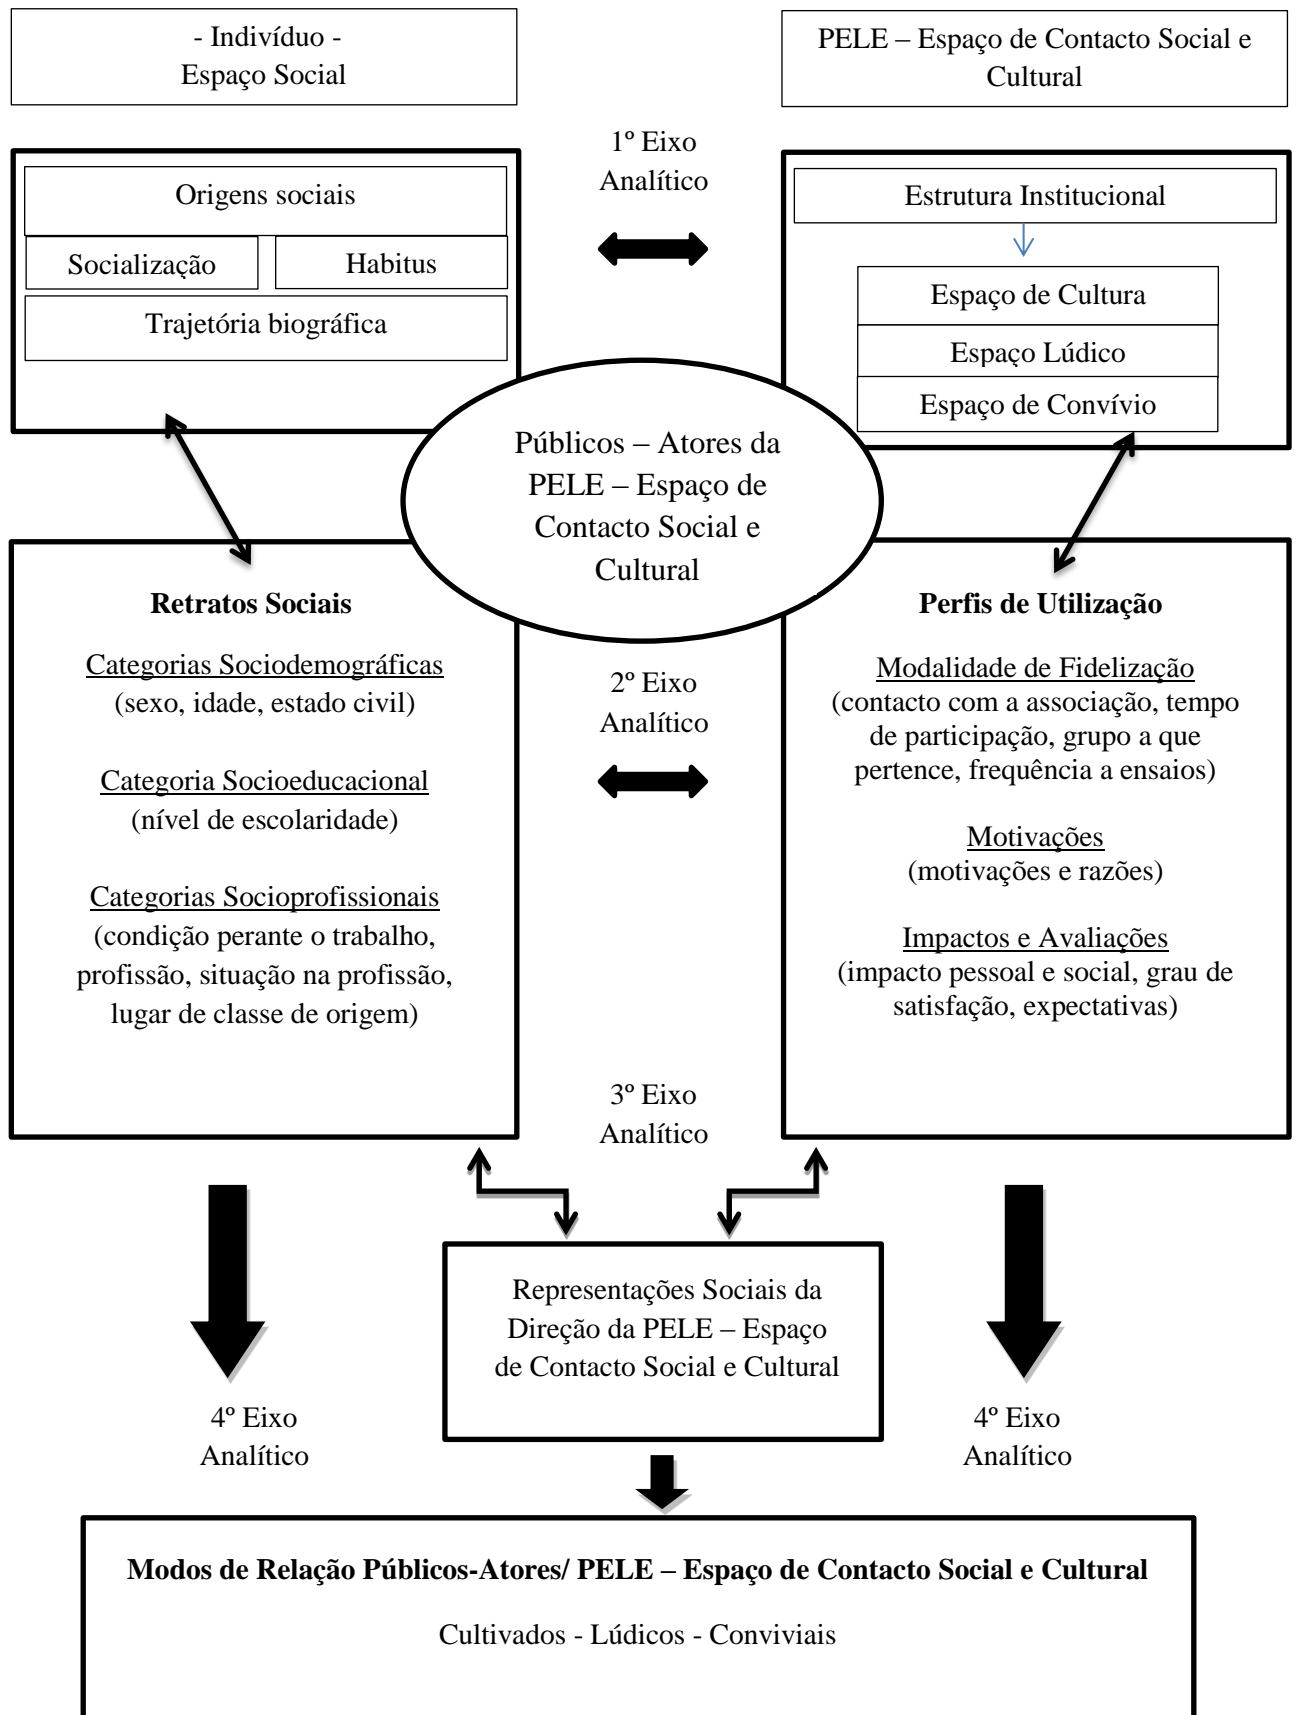 - Indivíduo -
Espaço Social
PELE – Espaço de Contacto Social e
Cultural
1º Eixo
Analítico
Origens sociais
Socialização
Habitus
Trajetória biográfica
Estrutura Institucional
Espaço de Cultura
Espaço Lúdico
Espaço de Convívio
Públicos – Atores da
PELE – Espaço de
Contacto Social e
Cultural
Retratos Sociais
Categorias Sociodemográficas
(sexo, idade, estado civil)
Categoria Socioeducacional
(nível de escolaridade)
Categorias Socioprofissionais
(condição perante o trabalho,
profissão, situação na profissão,
lugar de classe de origem)
2º Eixo
Analítico
Perfis de Utilização
Modalidade de Fidelização
(contacto com a associação, tempo
de participação, grupo a que
pertence, frequência a ensaios)
Motivações
(motivações e razões)
Impactos e Avaliações
(impacto pessoal e social, grau de
satisfação, expectativas)
3º Eixo
Analítico
Representações Sociais da
Direção da PELE – Espaço
de Contacto Social e Cultural
4º Eixo
Analítico
4º Eixo
Analítico
Modos de Relação Públicos-Atores/ PELE – Espaço de Contacto Social e Cultural
Cultivados - Lúdicos - Conviviais